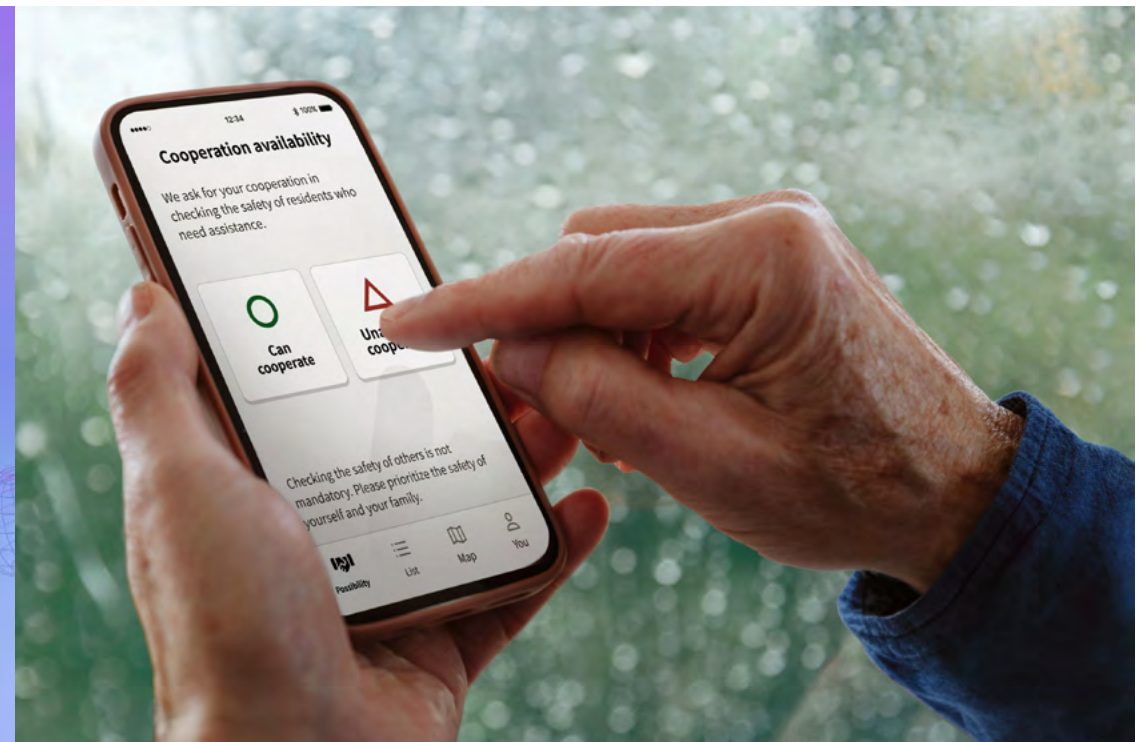 12:34
100%
Cooperation availability
We ask for your cooperation in
checking the safety of residents who
need assistance.
Can
cooperate
Checking the safety of others is not
mandatory. Please prioritize the safety of
yourself and your family.
Possibility
List
Map
You